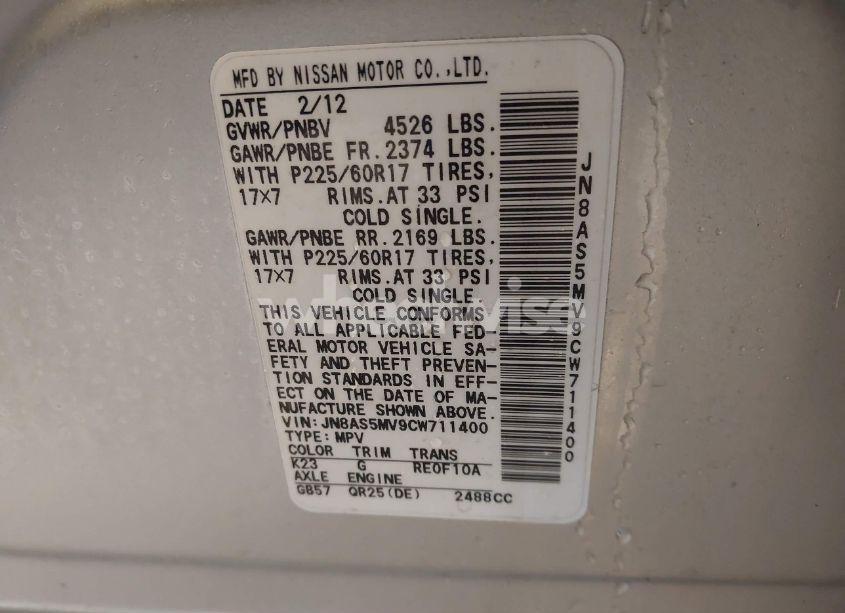 MFD BY NISSAN MOTOR CO.,LTD.
DATE 2/12
GVWR/PNBV 4526 LBS.
GAWR/PNBE FR. 2374 LBS.
WITH P225/60R17 TIRES,
17×7 RIMS.AT 33 PSI
COLD SINGLE.
GAWR/PNBE RR. 2169 LBS.
WITH P225/60R17 TIRES,
17×7 RIMS.AT 33 PSI
COLD SINGLE.
THIS VEHICLE CONFORMS
TO ALL APPLICABLE FED-
ERAL MOTOR VEHICLE SA-
FETY AND THEFT PREVEN-
TION STANDARDS IN EFF-
ECT ON THE DATE OF MA-
NUFACTURE SHOWN ABOVE.
VIN: JN8AS5MV9CW711400
TYPE: MPV
COLOR TRIM TRANS
K23 G RE0F10A
AXLE ENGINE
GB57 QR25(DE) 2488CC
JN8AS5MV9CW711400